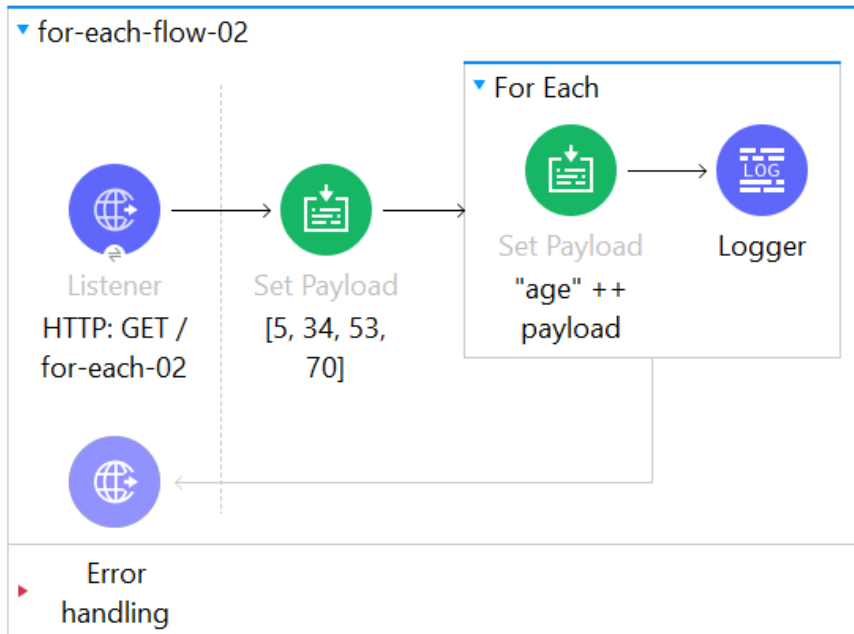 for-each-flow-02
For Each
LOG
Listener
HTTP: GET /
for-each-02
Set Payload
[5, 34, 53,
70]
Set Payload
"age" ++
payload
Logger
Error
handling